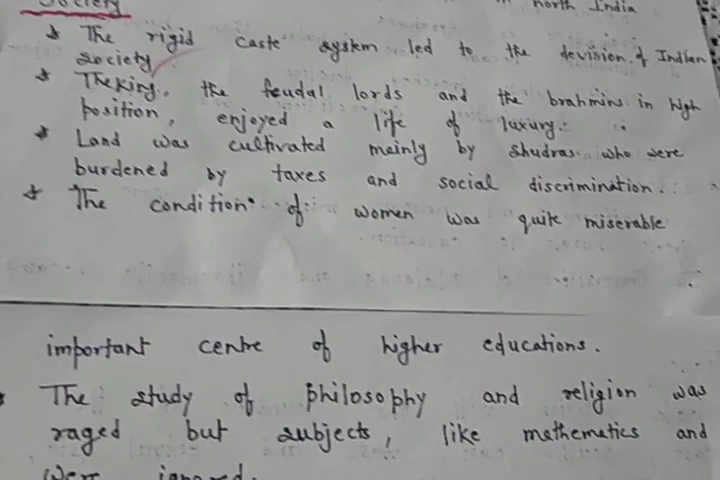 Society
north India
* The rigid caste system led to the devision of Indian
society
* The king, the feudal lords and the brahmins in high
position, enjoyed a life of luxury.
* Land was cultivated mainly by shudras who were
burdened by taxes and social discrimination.
* The condition of women was quite miserable
important centre of higher educations.
The study of philosophy and religion was
raged but subjects, like mathemetics and
were ignored.